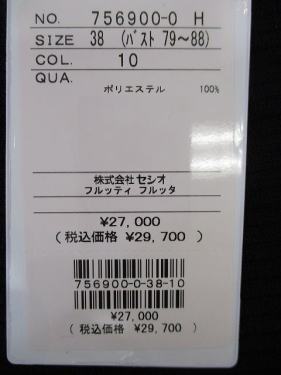 NO. 756900-0 H
SIZE 38 (バスト 79〜88)
COL. 10
QUA.
ポリエステル 100%
株式会社セシオ
フルッティ フルッタ
¥27,000
(税込価格 ¥29,700)
756900-0-38-10
¥27,000
(税込価格 ¥29,700)